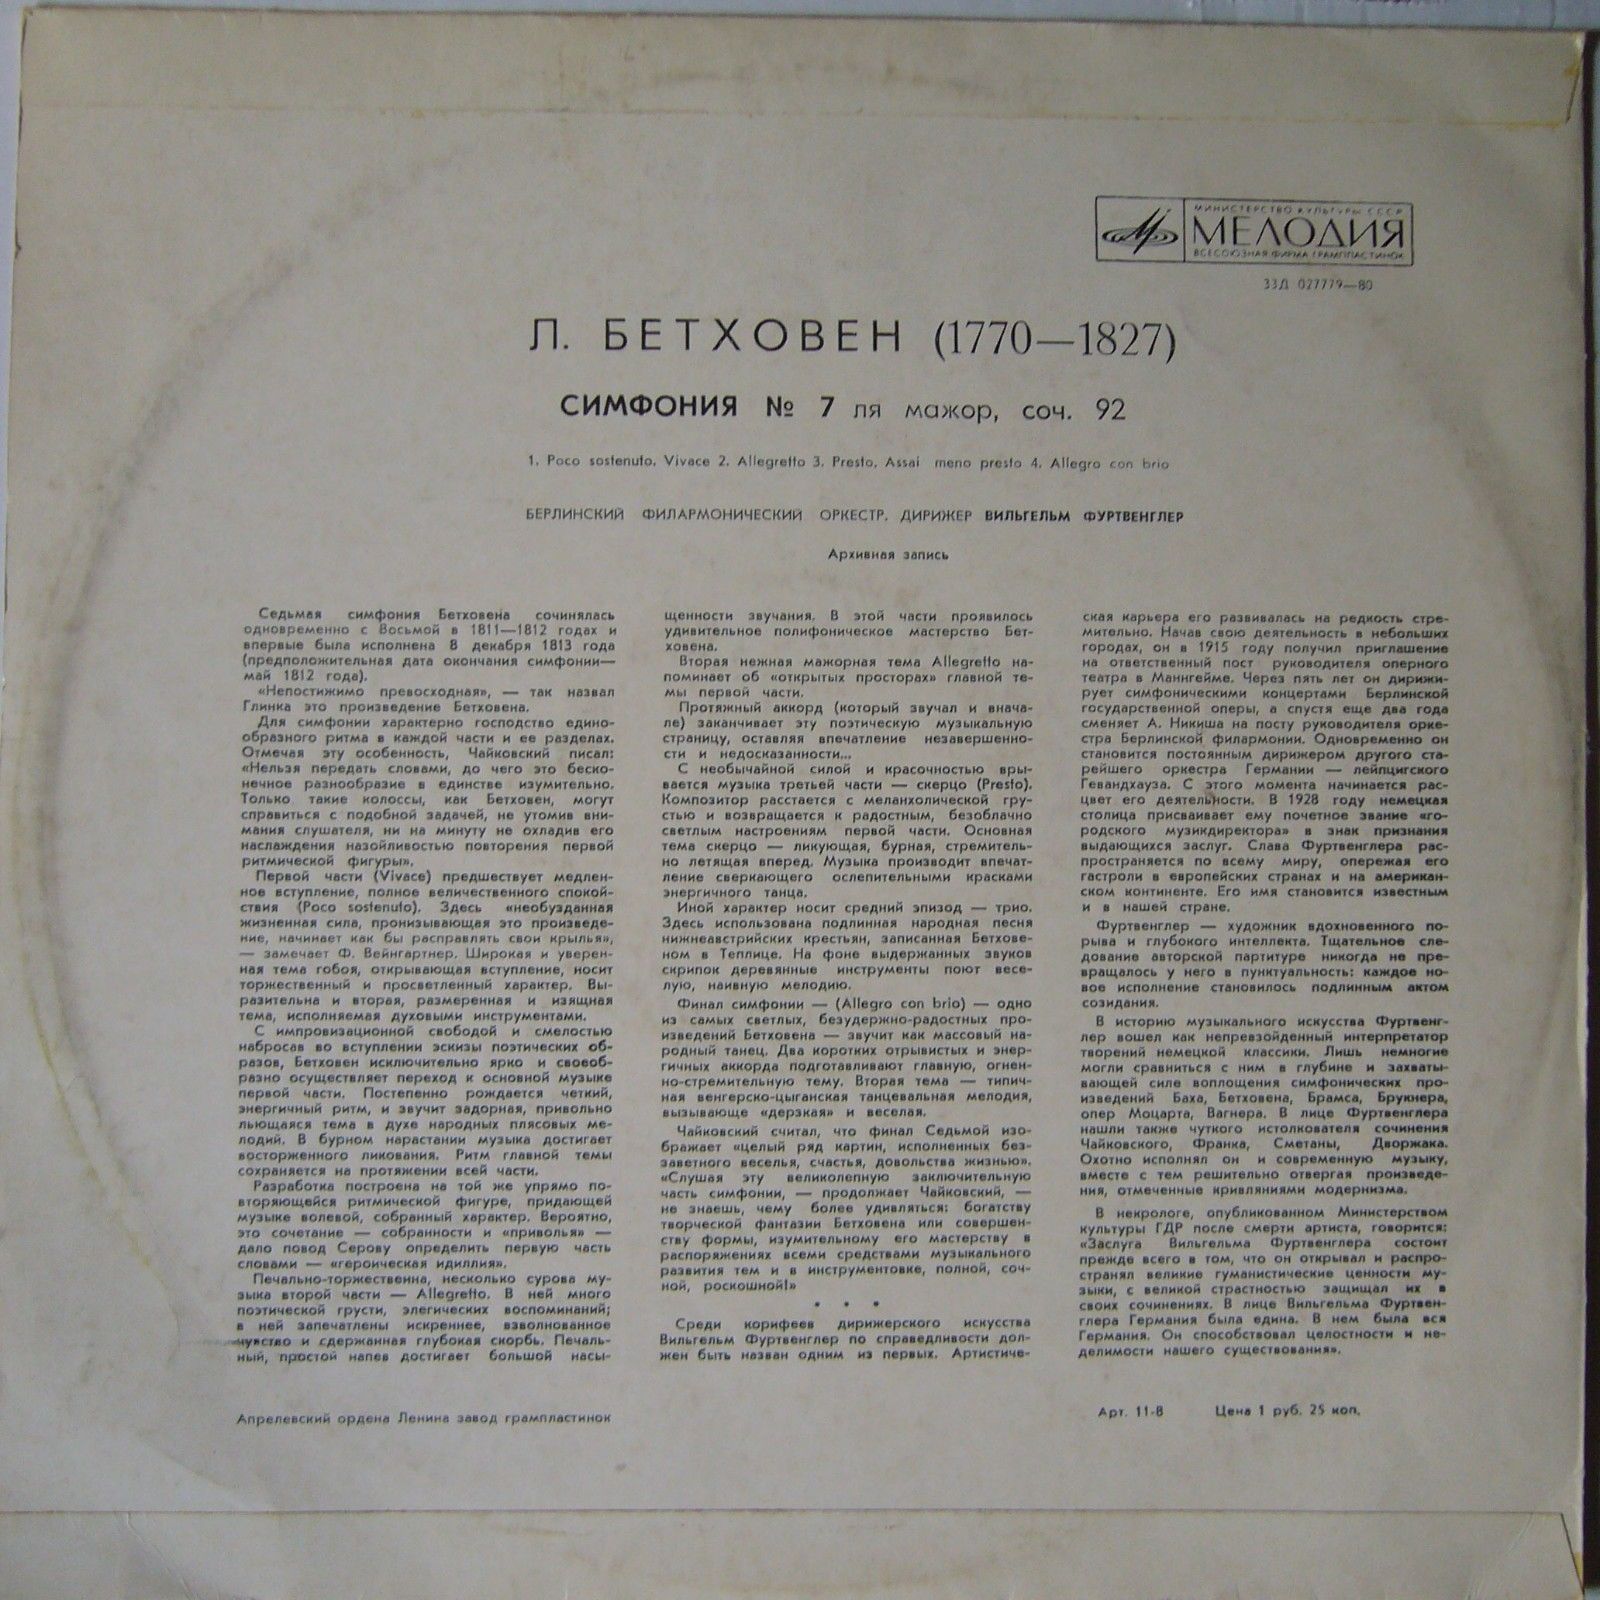 МИНИСТЕРСТВО КУЛЬТУРЫ СССР
МЕЛОДИЯ
ВСЕСОЮЗНАЯ ФИРМА ГРАМПЛАСТИНОК
33Д 027779—80
Л. БЕТХОВЕН (1770—1827)
СИМФОНИЯ № 7 ля мажор, соч. 92
1. Poco sostenuto. Vivace 2. Allegretto 3. Presto. Assai meno presto 4. Allegro con brio
БЕРЛИНСКИЙ ФИЛАРМОНИЧЕСКИЙ ОРКЕСТР. ДИРИЖЕР ВИЛЬГЕЛЬМ ФУРТВЕНГЛЕР
Архивная запись
Седьмая симфония Бетховена сочинялась
одновременно с Восьмой в 1811—1812 годах и
впервые была исполнена 8 декабря 1813 года
(предположительная дата окончания симфонии—
май 1812 года).
«Непостижимо превосходная», — так назвал
Глинка это произведение Бетховена.
Для симфонии характерно господство едино-
образного ритма в каждой части и ее разделах.
Отмечая эту особенность, Чайковский писал:
«Нельзя передать словами, до чего это беско-
нечное разнообразие в единстве изумительно.
Только такие колоссы, как Бетховен, могут
справиться с подобной задачей, не утомив вни-
мания слушателя, ни на минуту не охладив его
наслаждения назойливостью повторения первой
ритмической фигуры».
Первой части (Vivace) предшествует медлен-
ное вступление, полное величественного спокой-
ствия (Poco sostenuto). Здесь «необузданная
жизненная сила, пронизывающая это произведе-
ние, начинает как бы расправлять свои крылья»,
— замечает Ф. Вейнгартнер. Широкая и уверен-
ная тема гобоя, открывающая вступление, носит
торжественный и просветленный характер. Вы-
разительна и вторая, размеренная и изящная
тема, исполняемая духовыми инструментами.
С импровизационной свободой и смелостью
набросав во вступлении эскизы поэтических об-
разов, Бетховен исключительно ярко и своеоб-
разно осуществляет переход к основной музыке
первой части. Постепенно рождается четкий,
энергичный ритм, и звучит задорная, привольно
льющаяся тема в духе народных плясовых ме-
лодий. В бурном нарастании музыка достигает
восторженного ликования. Ритм главной темы
сохраняется на протяжении всей части.
Разработка построена на той же упрямо по-
вторяющейся ритмической фигуре, придающей
музыке волевой, собранный характер. Вероятно,
это сочетание — собранности и «приволья» —
дало повод Серову определить первую часть
словами — «героическая идиллия».
Печально-торжественна, несколько сурова му-
зыка второй части — Allegretto. В ней много
поэтической грусти, элегических воспоминаний;
в ней запечатлены искреннее, взволнованное
чувство и сдержанная глубокая скорбь. Печаль-
ный, простой напев достигает большой насы-
щенности звучания. В этой части проявилось
удивительное полифоническое мастерство Бет-
ховена.
Вторая нежная мажорная тема Allegretto на-
поминает об «открытых просторах» главной те-
мы первой части.
Протяжный аккорд (который звучал и внача-
ле) заканчивает эту поэтическую музыкальную
страницу, оставляя впечатление незавершенно-
сти и недосказанности...
С необычайной силой и красочностью вры-
вается музыка третьей части — скерцо (Presto).
Композитор расстается с меланхолической гру-
стью и возвращается к радостным, безоблачно
светлым настроениям первой части. Основная
тема скерцо — ликующая, бурная, стремитель-
но летящая вперед. Музыка производит впечат-
ление сверкающего ослепительными красками
энергичного танца.
Иной характер носит средний эпизод — трио.
Здесь использована подлинная народная песня
нижнеавстрийских крестьян, записанная Бетхове-
ном в Теплице. На фоне выдержанных звуков
скрипок деревянные инструменты поют весе-
лую, наивную мелодию.
Финал симфонии — (Allegro con brio) — одно
из самых светлых, безудержно-радостных про-
изведений Бетховена — звучит как массовый на-
родный танец. Два коротких отрывистых и энер-
гичных аккорда подготавливают главную, огнен-
но-стремительную тему. Вторая тема — типич-
ная венгерско-цыганская танцевальная мелодия,
вызывающе «дерзкая» и веселая.
Чайковский считал, что финал Седьмой изо-
бражает «целый ряд картин, исполненных без-
заветного веселья, счастья, довольства жизнью».
«Слушая эту великолепную заключительную
часть симфонии, — продолжает Чайковский, —
не знаешь, чему более удивляться: богатству
творческой фантазии Бетховена или совершен-
ству формы, изумительному его мастерству в
распоряжениях всеми средствами музыкального
развития тем и в инструментовке, полной, соч-
ной, роскошной!»
• • •
Среди корифеев дирижерского искусства
Вильгельм Фуртвенглер по справедливости дол-
жен быть назван одним из первых. Артистиче-
ская карьера его развивалась на редкость стре-
мительно. Начав свою деятельность в небольших
городах, он в 1915 году получил приглашение
на ответственный пост руководителя оперного
театра в Маннгейме. Через пять лет он дирижи-
рует симфоническими концертами Берлинской
государственной оперы, а спустя еще два года
сменяет А. Никиша на посту руководителя орке-
стра Берлинской филармонии. Одновременно он
становится постоянным дирижером другого ста-
рейшего оркестра Германии — лейпцигского
Гевандхауза. С этого момента начинается рас-
цвет его деятельности. В 1928 году немецкая
столица присваивает ему почетное звание «го-
родского музикдиректора» в знак признания
выдающихся заслуг. Слава Фуртвенглера рас-
пространяется по всему миру, опережая его
гастроли в европейских странах и на американ-
ском континенте. Его имя становится известным
и в нашей стране.
Фуртвенглер — художник вдохновенного по-
рыва и глубокого интеллекта. Тщательное сле-
дование авторской партитуре никогда не пре-
вращалось у него в пунктуальность: каждое но-
вое исполнение становилось подлинным актом
созидания.
В историю музыкального искусства Фуртвенг-
лер вошел как непревзойденный интерпретатор
творений немецкой классики. Лишь немногие
могли сравниться с ним в глубине и захваты-
вающей силе воплощения симфонических про-
изведений Баха, Бетховена, Брамса, Брукнера,
опер Моцарта, Вагнера. В лице Фуртвенглера
нашли также чуткого истолкователя сочинения
Чайковского, Франка, Сметаны, Дворжака.
Охотно исполнял он и современную музыку,
вместе с тем решительно отвергая произведе-
ния, отмеченные кривляниями модернизма.
В некрологе, опубликованном Министерством
культуры ГДР после смерти артиста, говорится:
«Заслуга Вильгельма Фуртвенглера состоит
прежде всего в том, что он открывал и распро-
странял великие гуманистические ценности му-
зыки, с великой страстностью защищал их в
своих сочинениях. В лице Вильгельма Фуртвен-
глера Германия была едина. В нем была вся
Германия. Он способствовал целостности и не-
делимости нашего существования».
Апрелевский ордена Ленина завод грампластинок
Арт. 11-8 Цена 1 руб. 25 коп.